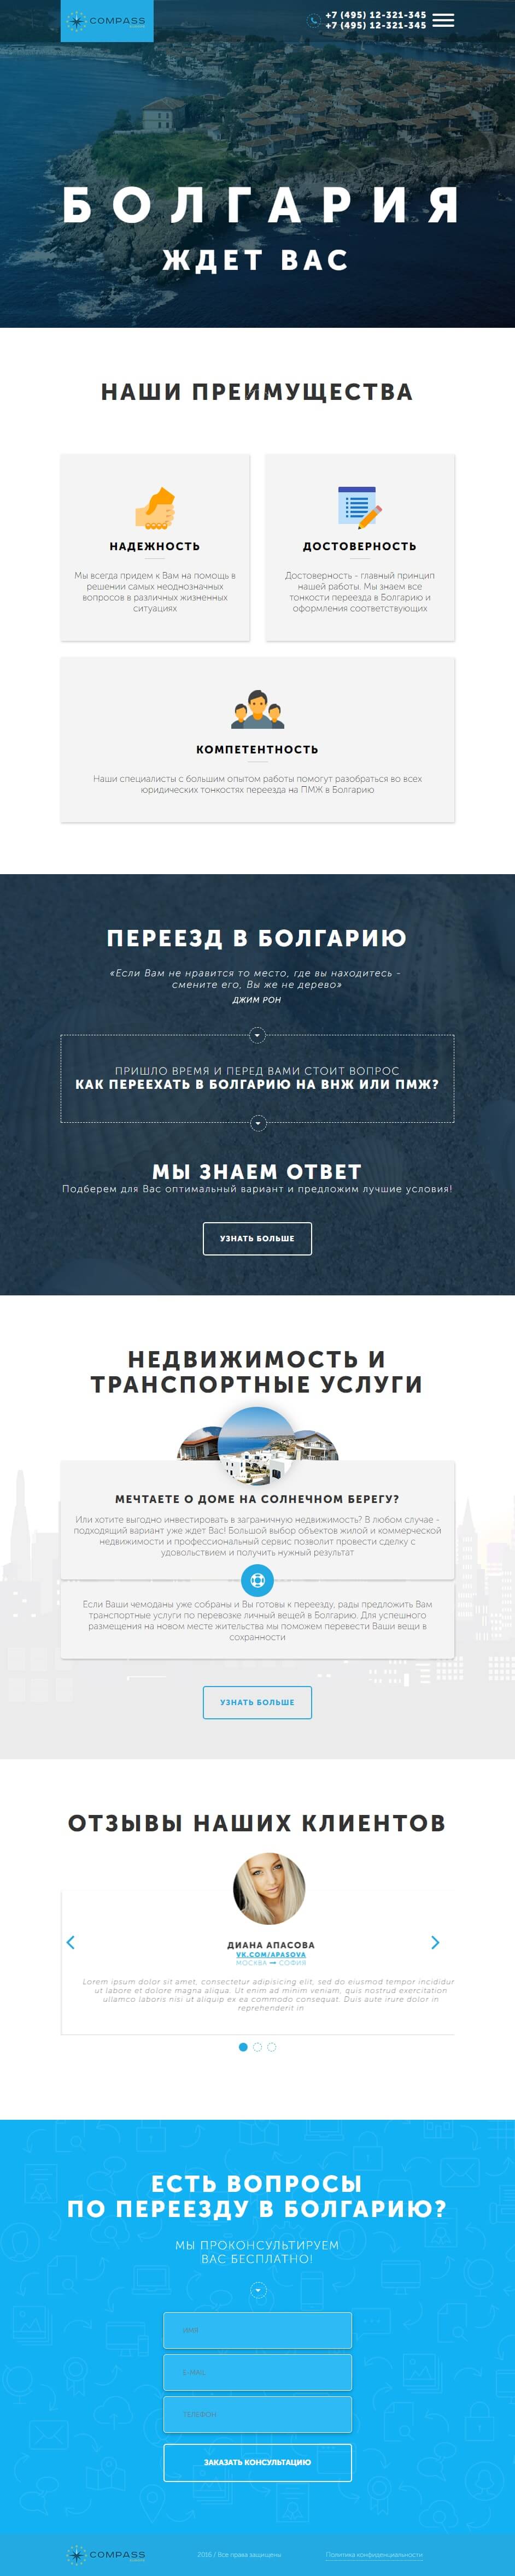 COMPASS
+7 (495) 12-321-345
+7 (495) 12-321-345
БОЛГАРИЯ
ЖДЕТ ВАС
НАШИ ПРЕИМУЩЕСТВА
НАДЕЖНОСТЬ
Мы всегда придем к Вам на помощь в
решении самых неоднозначных
вопросов в различных жизненных
ситуациях
ДОСТОВЕРНОСТЬ
Достоверность - главный принцип
нашей работы. Мы знаем все
тонкости переезда в Болгарию и
оформления соответствующих
КОМПЕТЕНТНОСТЬ
Наши специалисты с большим опытом работы помогут разобраться во всех
юридических тонкостях переезда на ПМЖ в Болгарию
ПЕРЕЕЗД В БОЛГАРИЮ
«Если Вам не нравится то место, где вы находитесь -
смените его, Вы же не дерево»
ДЖИМ РОН
ПРИШЛО ВРЕМЯ И ПЕРЕД ВАМИ СТОИТ ВОПРОС
КАК ПЕРЕЕХАТЬ В БОЛГАРИЮ НА ВНЖ ИЛИ ПМЖ?
МЫ ЗНАЕМ ОТВЕТ
Подберем для Вас оптимальный вариант и предложим лучшие условия!
УЗНАТЬ БОЛЬШЕ
НЕДВИЖИМОСТЬ И
ТРАНСПОРТНЫЕ УСЛУГИ
МЕЧТАЕТЕ О ДОМЕ НА СОЛНЕЧНОМ БЕРЕГУ?
Или хотите выгодно инвестировать в заграничную недвижимость? В любом случае -
подходящий вариант уже ждет Вас! Большой выбор объектов жилой и коммерческой
недвижимости и профессиональный сервис позволит провести сделку с
удовольствием и получить нужный результат
Если Ваши чемоданы уже собраны и Вы готовы к переезду, рады предложить Вам
транспортные услуги по перевозке личный вещей в Болгарию. Для успешного
размещения на новом месте жительства мы поможем перевести Ваши вещи в
сохранности
УЗНАТЬ БОЛЬШЕ
ОТЗЫВЫ НАШИХ КЛИЕНТОВ
ДИАНА АПАСОВА
VK.COM/APASOVA
МОСКВА ➞ СОФИЯ
Lorem ipsum dolor sit amet, consectetur adipisicing elit, sed do eiusmod tempor incididunt
ut labore et dolore magna aliqua. Ut enim ad minim veniam, quis nostrud exercitation
ullamco laboris nisi ut aliquip ex ea commodo consequat. Duis aute irure dolor in
reprehenderit in
ЕСТЬ ВОПРОСЫ
ПО ПЕРЕЕЗДУ В БОЛГАРИЮ?
МЫ ПРОКОНСУЛЬТИРУЕМ
ВАС БЕСПЛАТНО!
ИМЯ
E-MAIL
ТЕЛЕФОН
ЗАКАЗАТЬ КОНСУЛЬТАЦИЮ
COMPASS
2016 / Все права защищены
Политика конфиденциальности